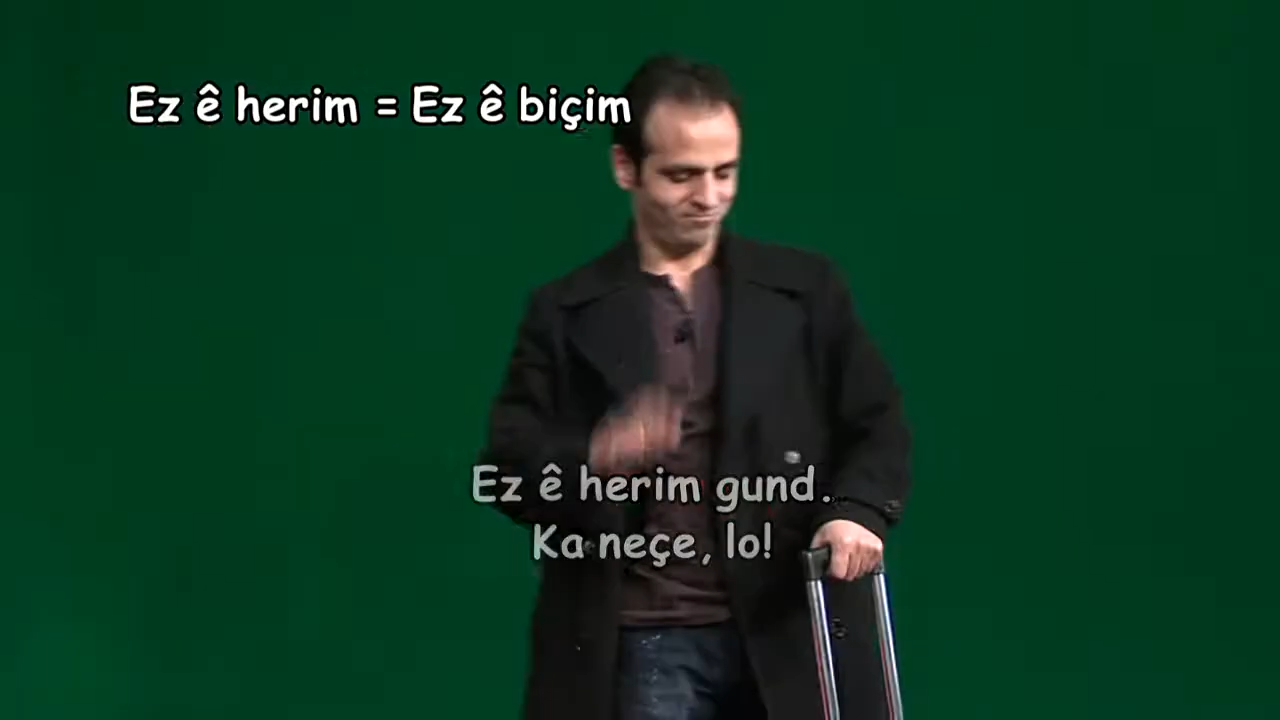 Ez ê herim = Ez ê biçim
Ez ê herim gund.
Ka neçe, lo!